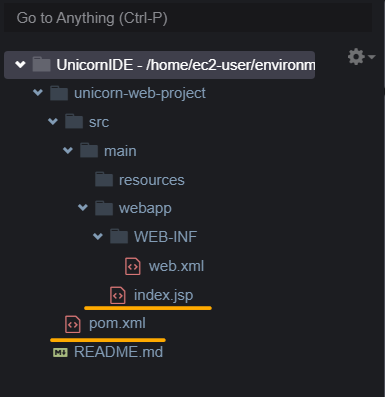 Go to Anything (Ctrl-P)
UnicornIDE - /home/ec2-user/environm
unicorn-web-project
src
main
resources
webapp
WEB-INF
web.xml
index.jsp
pom.xml
README.md